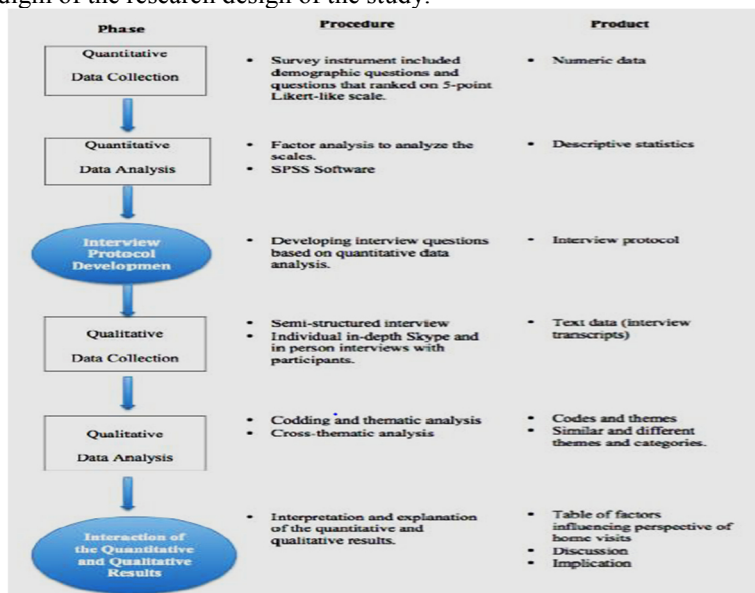 digm of the research design of the study.
Phase Procedure Product
Quantitative
Data Collection
• Survey instrument included
demographic questions and
questions that ranked on 5-point
Likert-like scale.
• Numeric data
Quantitative
Data Analysis
• Factor analysis to analyze the
scales.
• SPSS Software
• Descriptive statistics
Interview
Protocol
Developmen
• Developing interview questions
based on quantitative data
analysis.
• Interview protocol
Qualitative
Data Collection
• Semi-structured interview
• Individual in-depth Skype and
in person interviews with
participants.
• Text data (interview
transcripts)
Qualitative
Data Analysis
• Codding and thematic analysis
• Cross-thematic analysis
• Codes and themes
• Similar and different
themes and categories.
Interaction of
the Quantitative
and Qualitative
Results
• Interpretation and explanation
of the quantitative and
qualitative results.
• Table of factors
influencing perspective of
home visits
• Discussion
• Implication